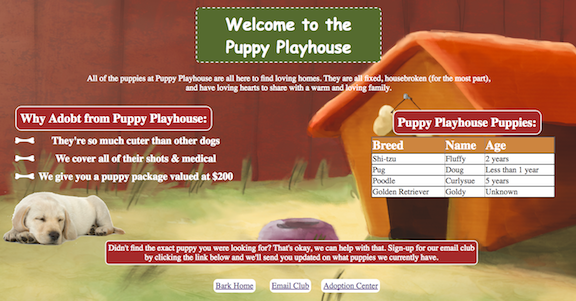 Welcome to the
Puppy Playhouse
All of the puppies at Puppy Playhouse are all here to find loving homes. They are all fixed, housebroken (for the most part),
and have loving hearts to share with a warm and loving family.
Why Adobt from Puppy Playhouse:
They're so much cuter than other dogs
We cover all of their shots & medical
We give you a puppy package valued at $200
Puppy Playhouse Puppies:
Breed Name Age
Shi-tzu Fluffy 2 years
Pug Doug Less than 1 year
Poodle Curlysue 5 years
Golden Retriever Goldy Unknown
Didn't find the exact puppy you were looking for? That's okay, we can help with that. Sign-up for our email club
by clicking the link below and we'll send you updated on what puppies we currently have.
Bark Home Email Club Adoption Center